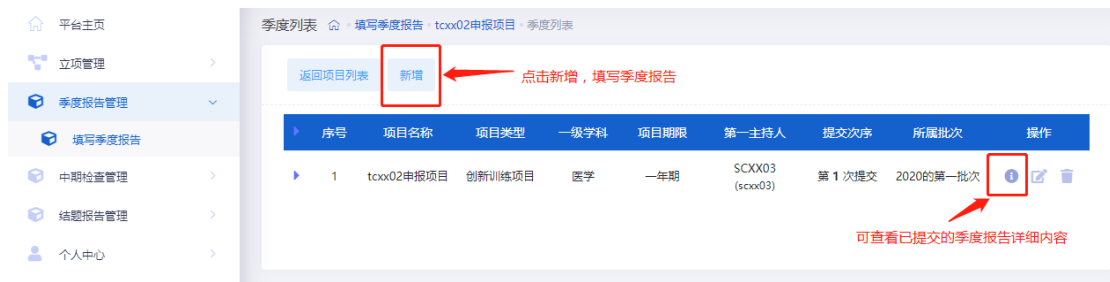 平台主页
立项管理
季度报告管理
填写季度报告
中期检查管理
结题报告管理
个人中心
季度列表 填写季度报告 tcxx02申报项目 季度列表
返回项目列表 新增 点击新增，填写季度报告
序号 项目名称 项目类型 一级学科 项目期限 第一主持人 提交次序 所属批次 操作
1 tcxx02申报项目 创新训练项目 医学 一年期 SCXX03 第 1 次提交 2020的第一批次
(scxx03)
可查看已提交的季度报告详细内容